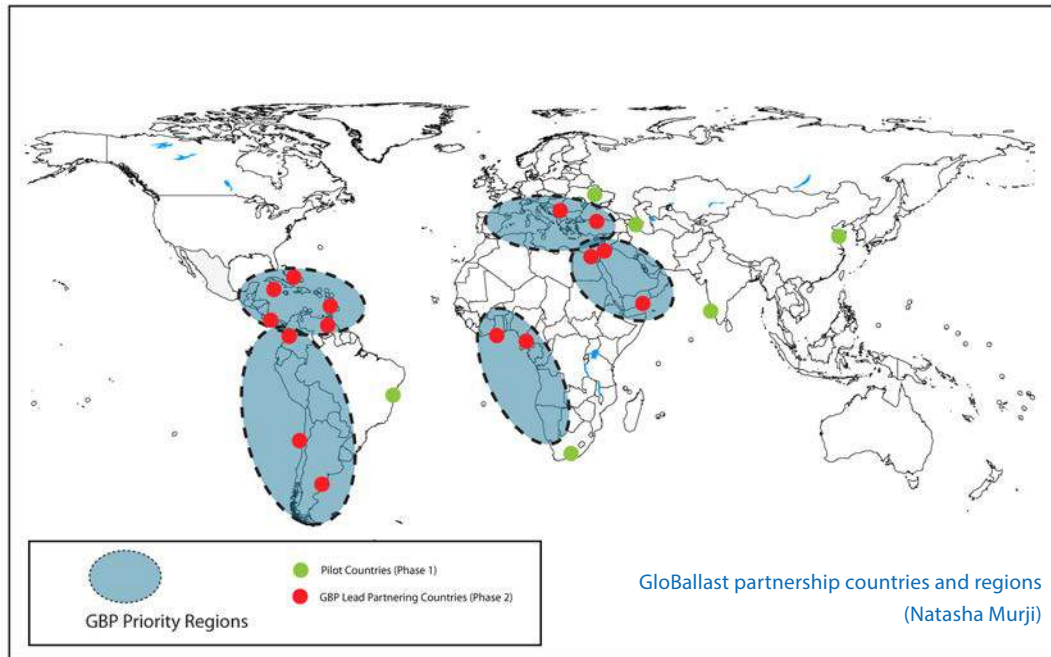 Pilot Countries (Phase 1)
GBP Lead Partnering Countries (Phase 2)
GBP Priority Regions
GloBallast partnership countries and regions
(Natasha Murji)